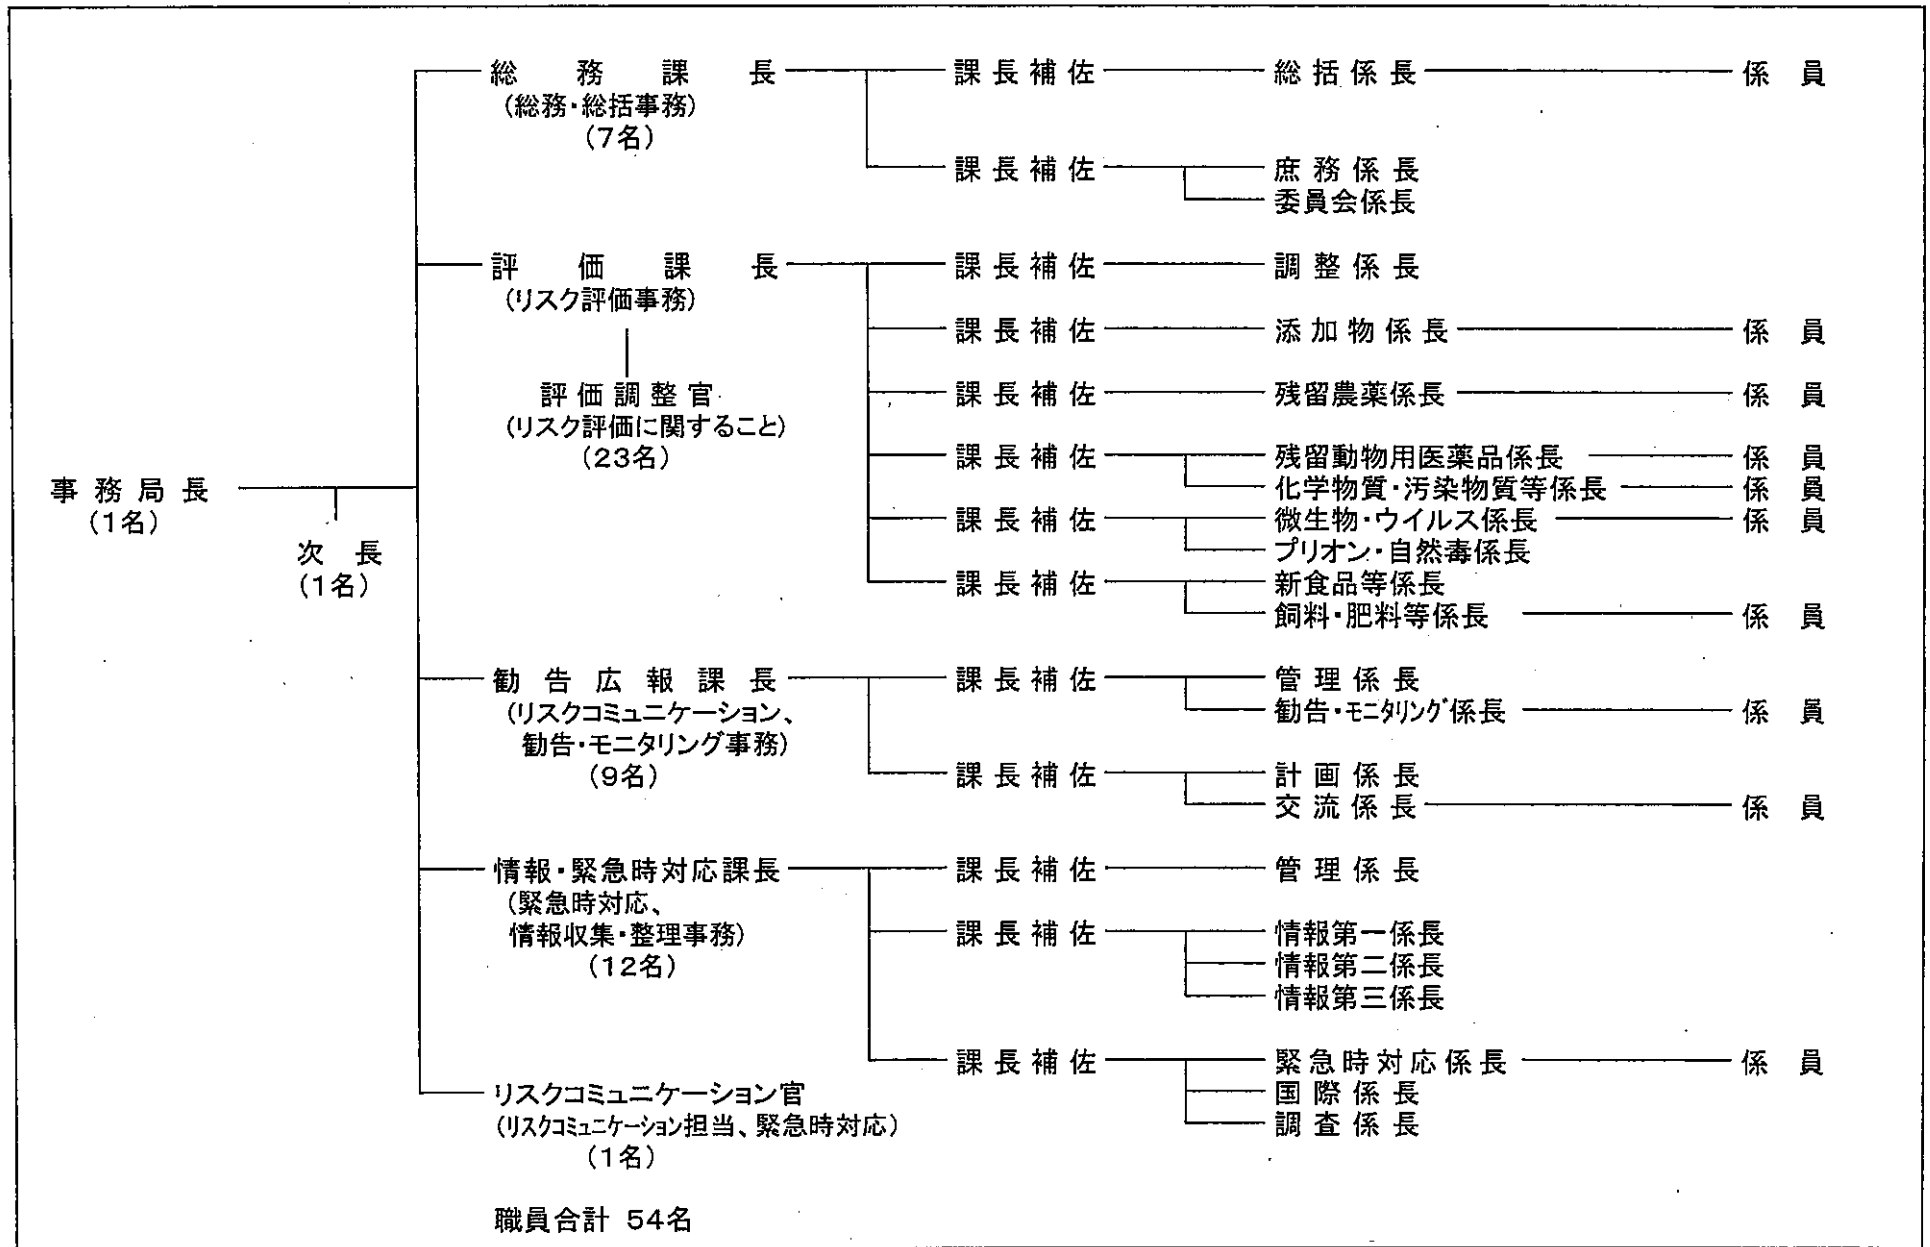 総務課長 課長補佐 総括係長 係員
(総務・総括事務)
(7名)
課長補佐 庶務係長
委員会係長
評価課長 課長補佐 調整係長
(リスク評価事務)
課長補佐 添加物係長 係員
評価調整官 課長補佐 残留農薬係長 係員
(リスク評価に関すること)
(23名)
課長補佐 残留動物用医薬品係長 係員
化学物質・汚染物質等係長 係員
事務局長
(1名)
課長補佐 微生物・ウイルス係長 係員
プリオン・自然毒係長
次長
(1名)
課長補佐 新食品等係長
飼料・肥料等係長 係員
勧告広報課長 課長補佐 管理係長
(リスクコミュニケーション、
勧告・モニタリング事務)
(9名)
勧告・モニタリング係長 係員
課長補佐 計画係長
交流係長 係員
情報・緊急時対応課長 課長補佐 管理係長
(緊急時対応、
情報収集・整理事務)
(12名)
課長補佐 情報第一係長
情報第二係長
情報第三係長
課長補佐 緊急時対応係長 係員
国際係長
調査係長
リスクコミュニケーション官
(リスクコミュニケーション担当、緊急時対応)
(1名)
職員合計 54名